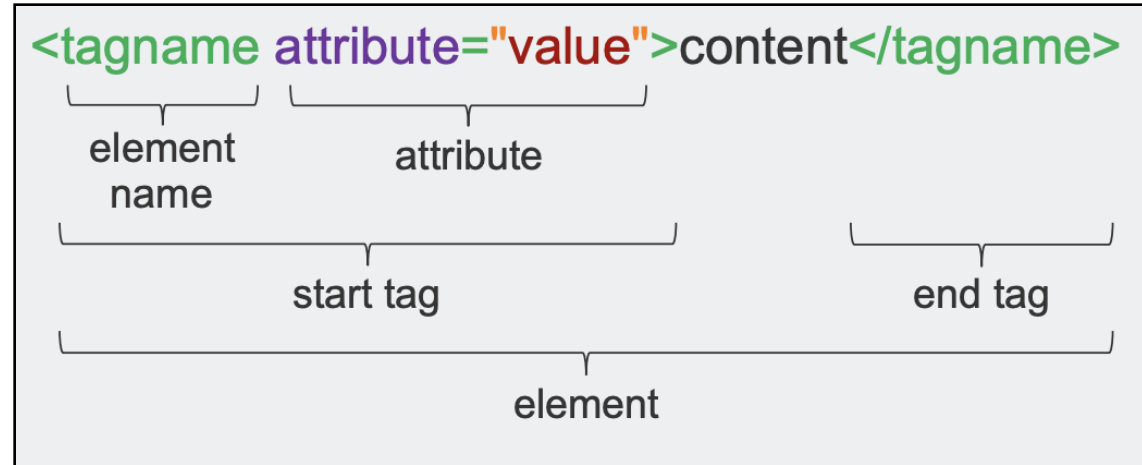 <tagname attribute="value">content</tagname>
element
name
attribute
start tag
end tag
element